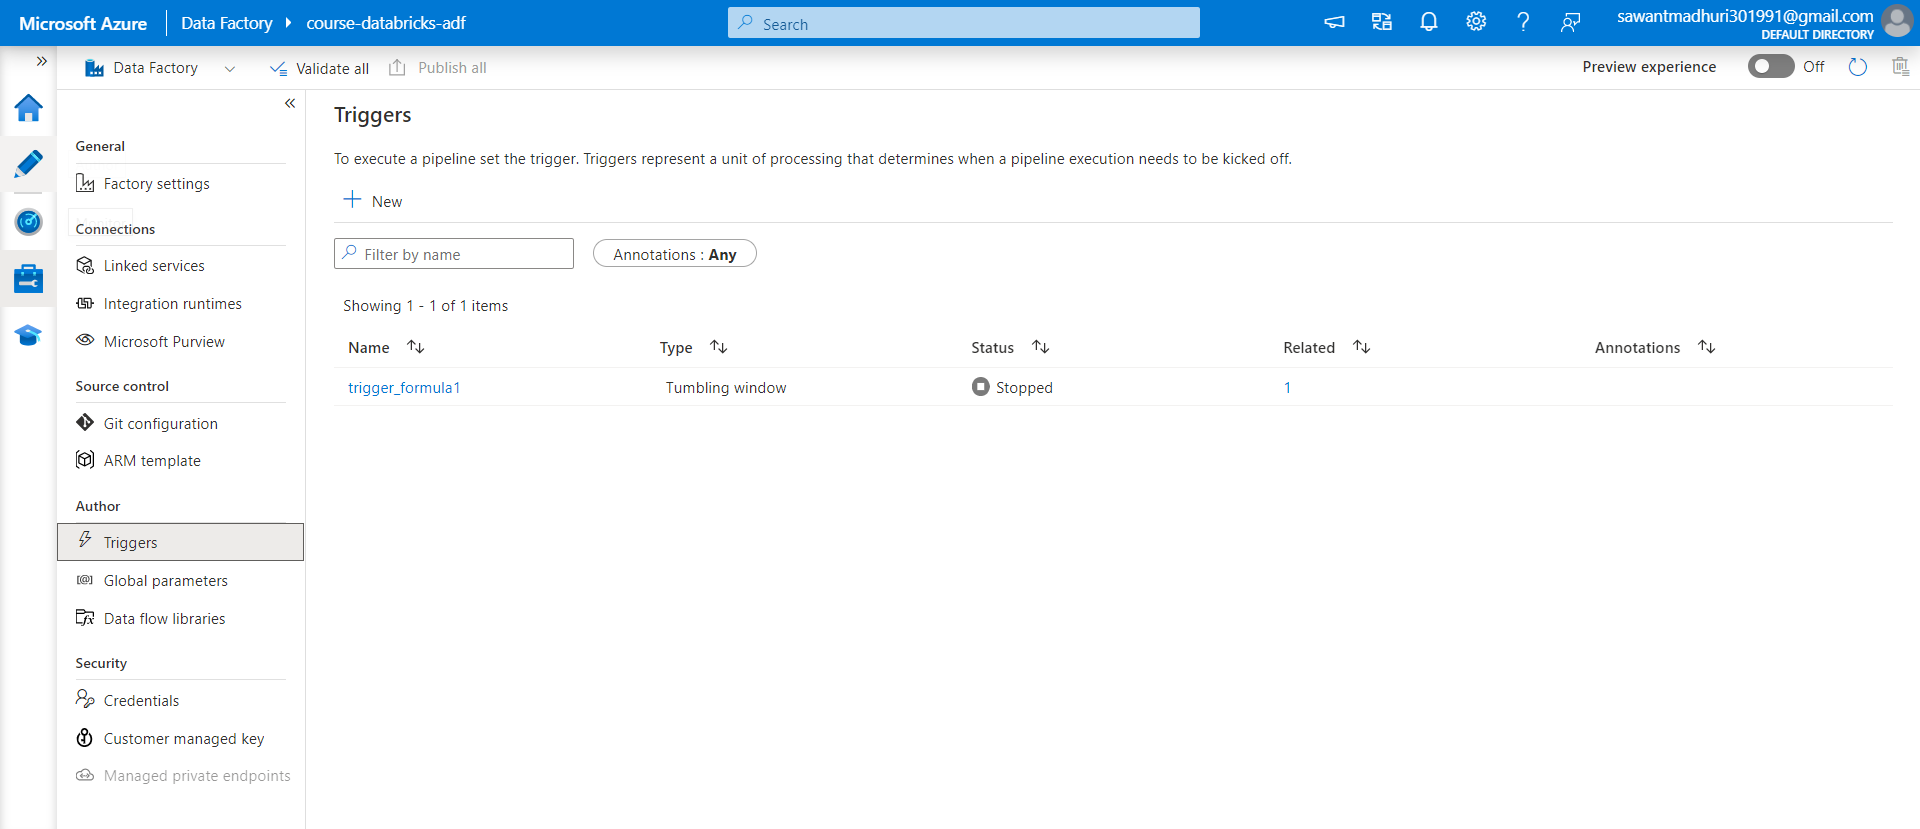 Microsoft Azure
Data Factory
course-databricks-adf
Search
sawantmadhuri301991@gmail.com
DEFAULT DIRECTORY
Data Factory
Validate all
Publish all
Preview experience
Off
General
Factory settings
Connections
Linked services
Integration runtimes
Microsoft Purview
Source control
Git configuration
ARM template
Author
Triggers
Global parameters
Data flow libraries
Security
Credentials
Customer managed key
Managed private endpoints
Triggers
To execute a pipeline set the trigger. Triggers represent a unit of processing that determines when a pipeline execution needs to be kicked off.
New
Filter by name
Annotations : Any
Showing 1 - 1 of 1 items
Name Type Status Related Annotations
trigger_formula1 Tumbling window Stopped 1